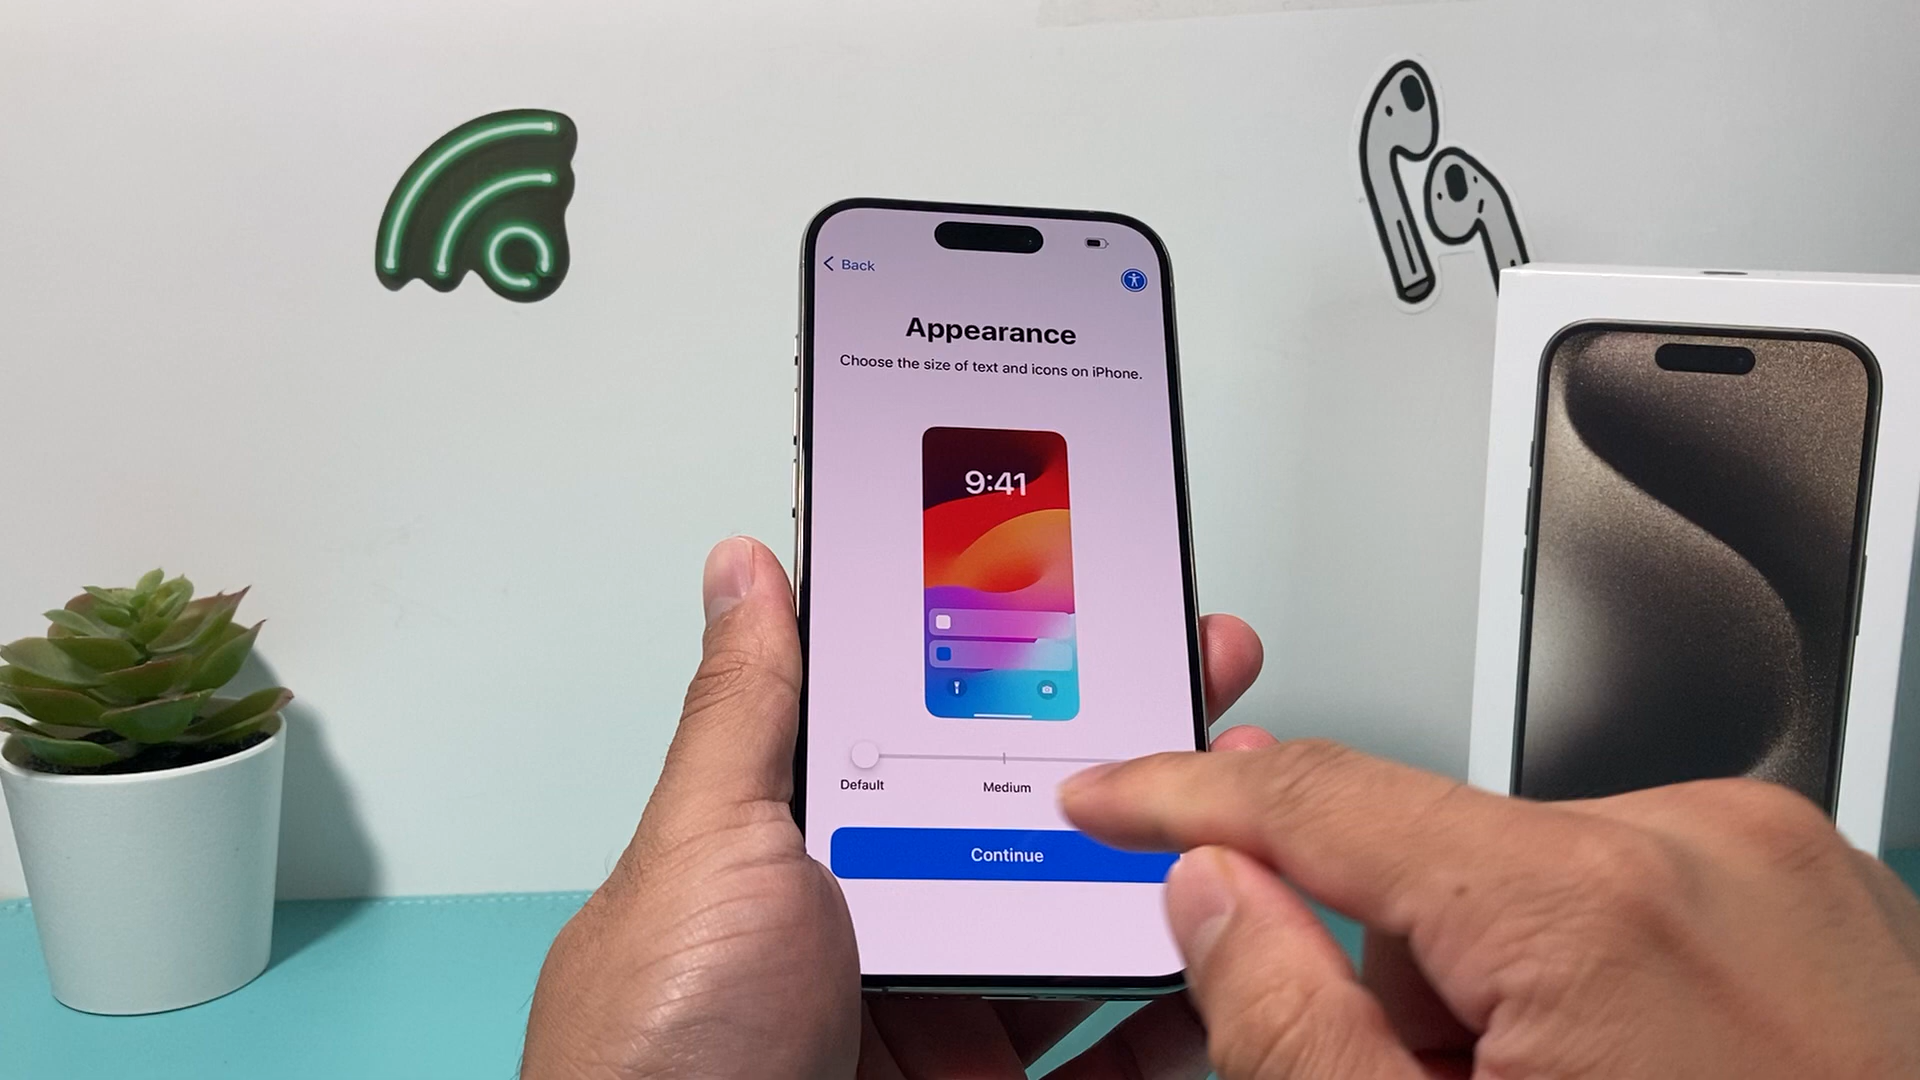 Back
Appearance
Choose the size of text and icons on iPhone.
9:41
Default
Medium
Continue